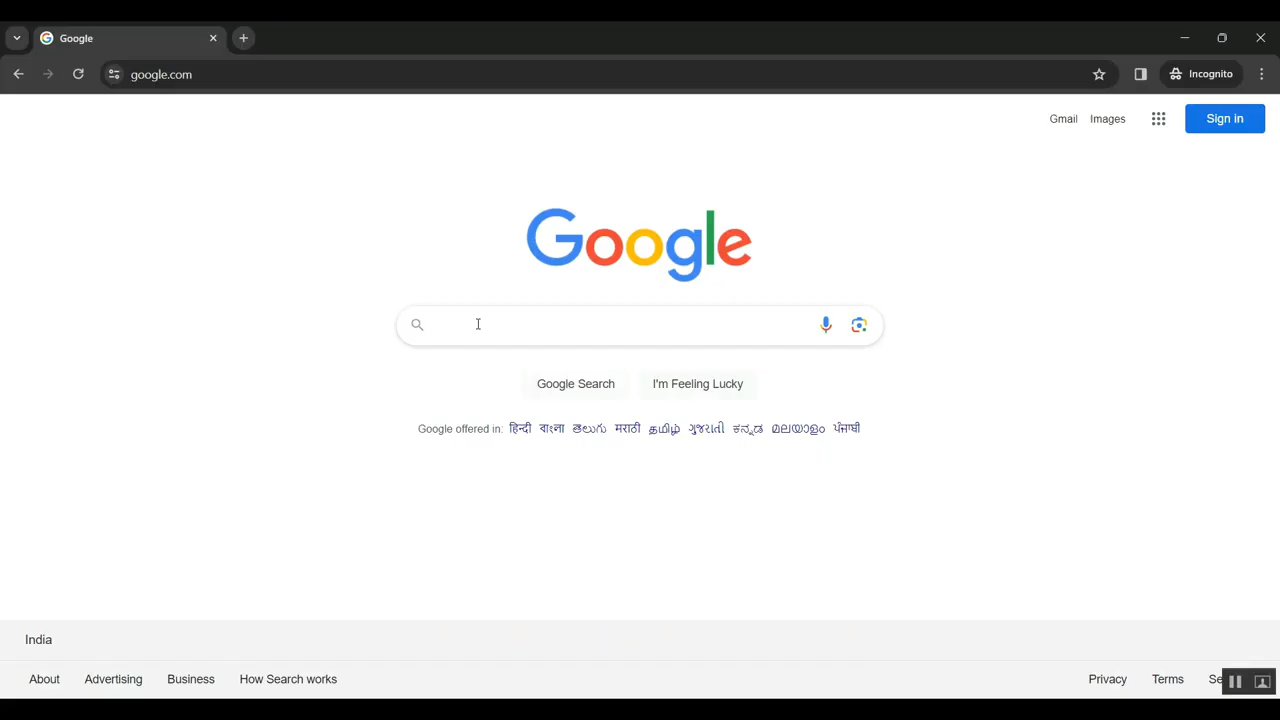 Google
google.com
Incognito
Gmail Images Sign in
Google
Google Search I'm Feeling Lucky
Google offered in: हिन्दी বাংলা తెలుగు मराठी தமிழ் ગુજરાતી ಕನ್ನಡ മലയാളം ਪੰਜਾਬੀ
India
About Advertising Business How Search works Privacy Terms Se